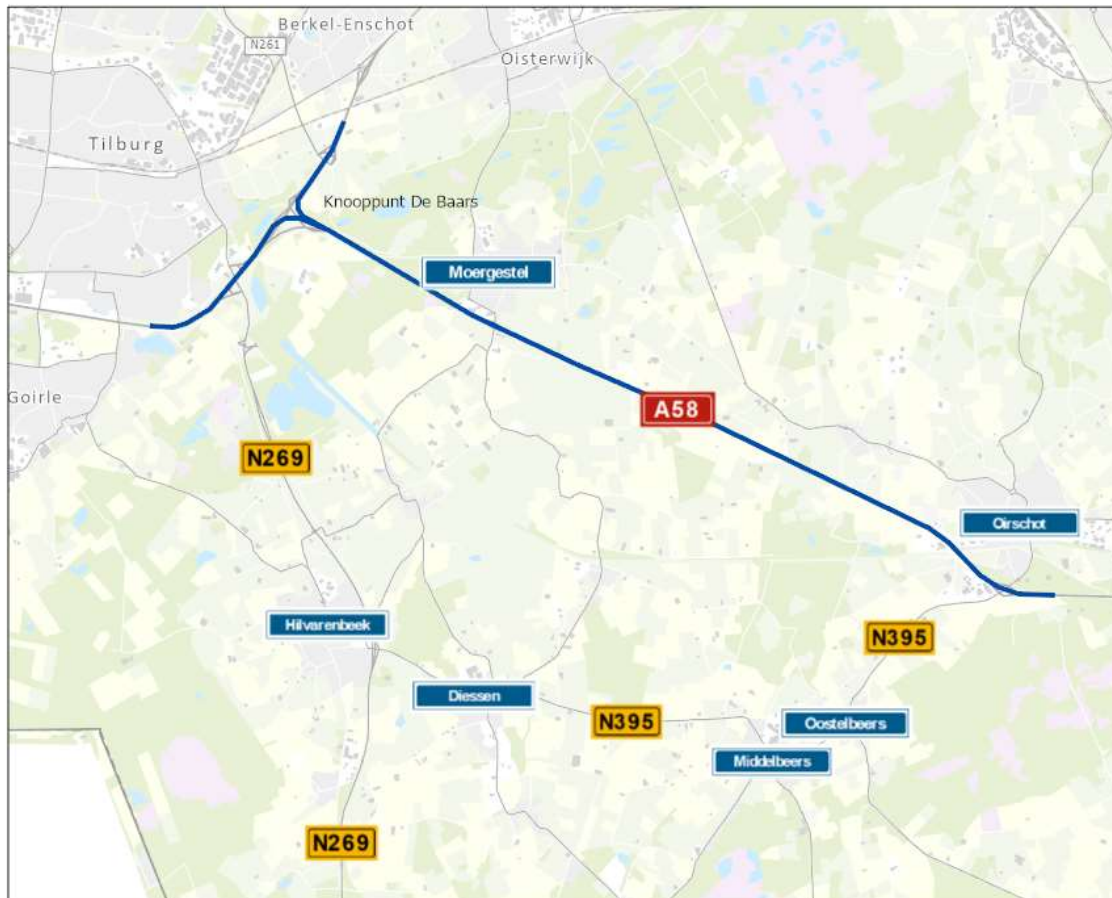 Berkel-Enschot
N261
Oisterwijk
Tilburg
Knooppunt De Baars
Moergestel
Goirle
A58
N269
Oirschot
Hilvarenbeek
N395
Diessen
N395
Oostelbeers
Middelbeers
N269